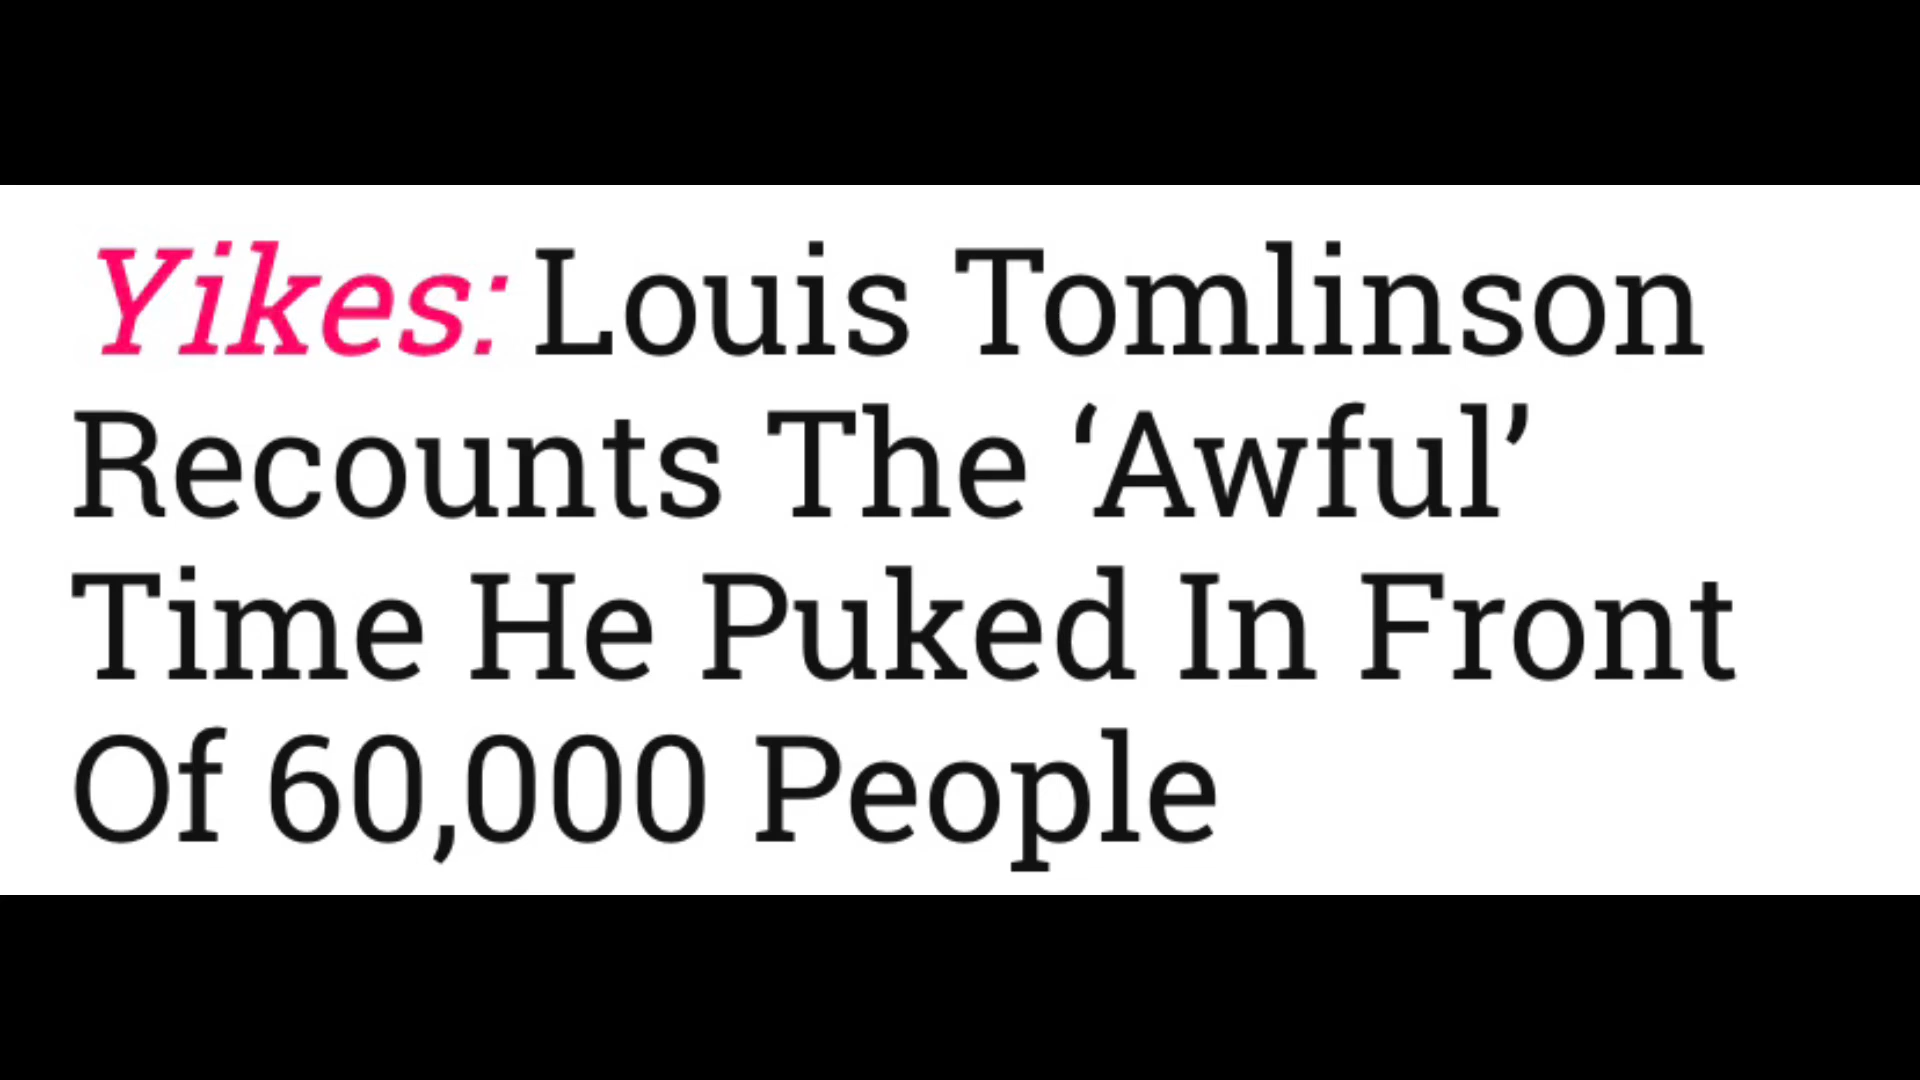 Yikes: Louis Tomlinson
Recounts The ‘Awful’
Time He Puked In Front
Of 60,000 People